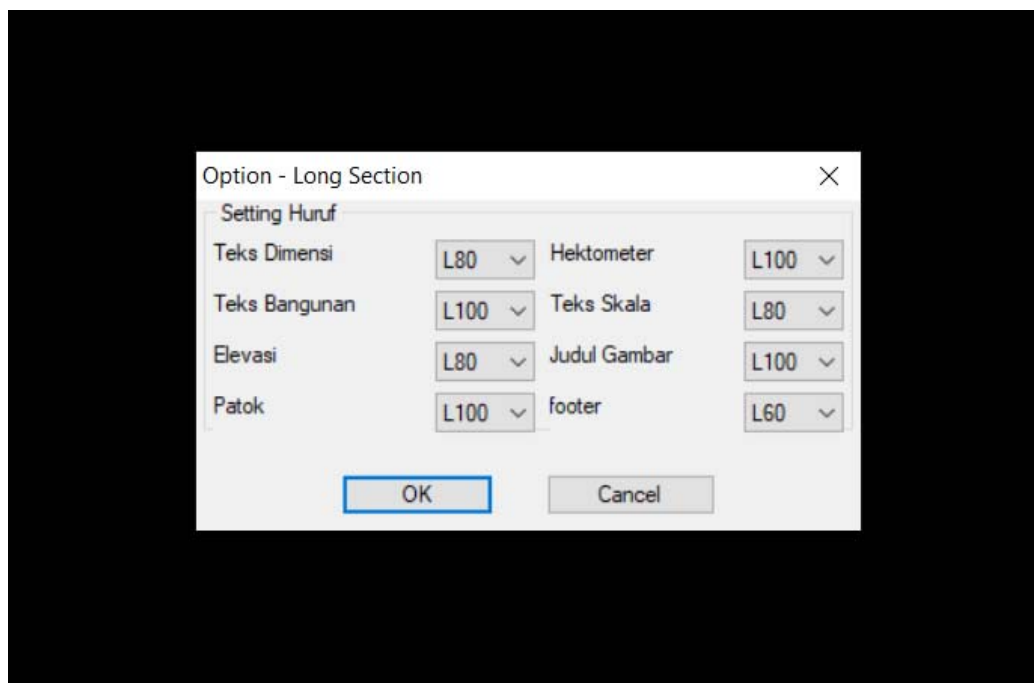 Option - Long Section
Setting Huruf
Teks Dimensi L80 Hektometer L100
Teks Bangunan L100 Teks Skala L80
Elevasi L80 Judul Gambar L100
Patok L100 footer L60
OK Cancel